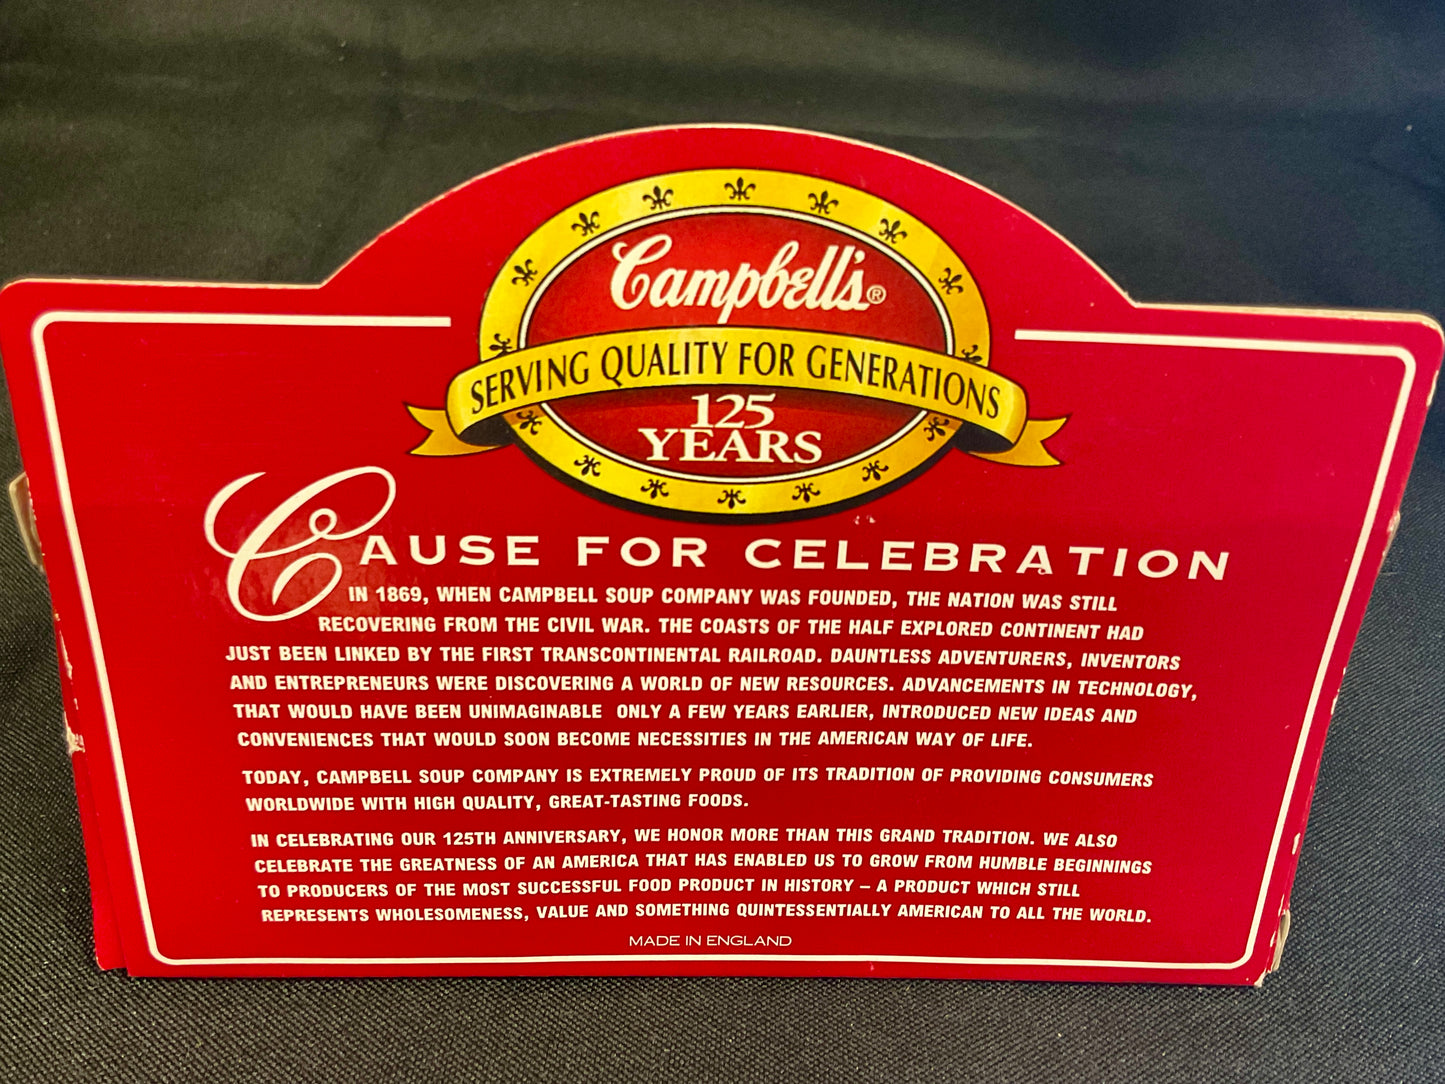 Campbell's®
SERVING QUALITY FOR GENERATIONS
125
YEARS
CAUSE FOR CELEBRATION
IN 1869, WHEN CAMPBELL SOUP COMPANY WAS FOUNDED, THE NATION WAS STILL
RECOVERING FROM THE CIVIL WAR. THE COASTS OF THE HALF EXPLORED CONTINENT HAD
JUST BEEN LINKED BY THE FIRST TRANSCONTINENTAL RAILROAD. DAUNTLESS ADVENTURERS, INVENTORS
AND ENTREPRENEURS WERE DISCOVERING A WORLD OF NEW RESOURCES. ADVANCEMENTS IN TECHNOLOGY,
THAT WOULD HAVE BEEN UNIMAGINABLE ONLY A FEW YEARS EARLIER, INTRODUCED NEW IDEAS AND
CONVENIENCES THAT WOULD SOON BECOME NECESSITIES IN THE AMERICAN WAY OF LIFE.
TODAY, CAMPBELL SOUP COMPANY IS EXTREMELY PROUD OF ITS TRADITION OF PROVIDING CONSUMERS
WORLDWIDE WITH HIGH QUALITY, GREAT-TASTING FOODS.
IN CELEBRATING OUR 125TH ANNIVERSARY, WE HONOR MORE THAN THIS GRAND TRADITION. WE ALSO
CELEBRATE THE GREATNESS OF AN AMERICA THAT HAS ENABLED US TO GROW FROM HUMBLE BEGINNINGS
TO PRODUCERS OF THE MOST SUCCESSFUL FOOD PRODUCT IN HISTORY – A PRODUCT WHICH STILL
REPRESENTS WHOLESOMENESS, VALUE AND SOMETHING QUINTESSENTIALLY AMERICAN TO ALL THE WORLD.
MADE IN ENGLAND